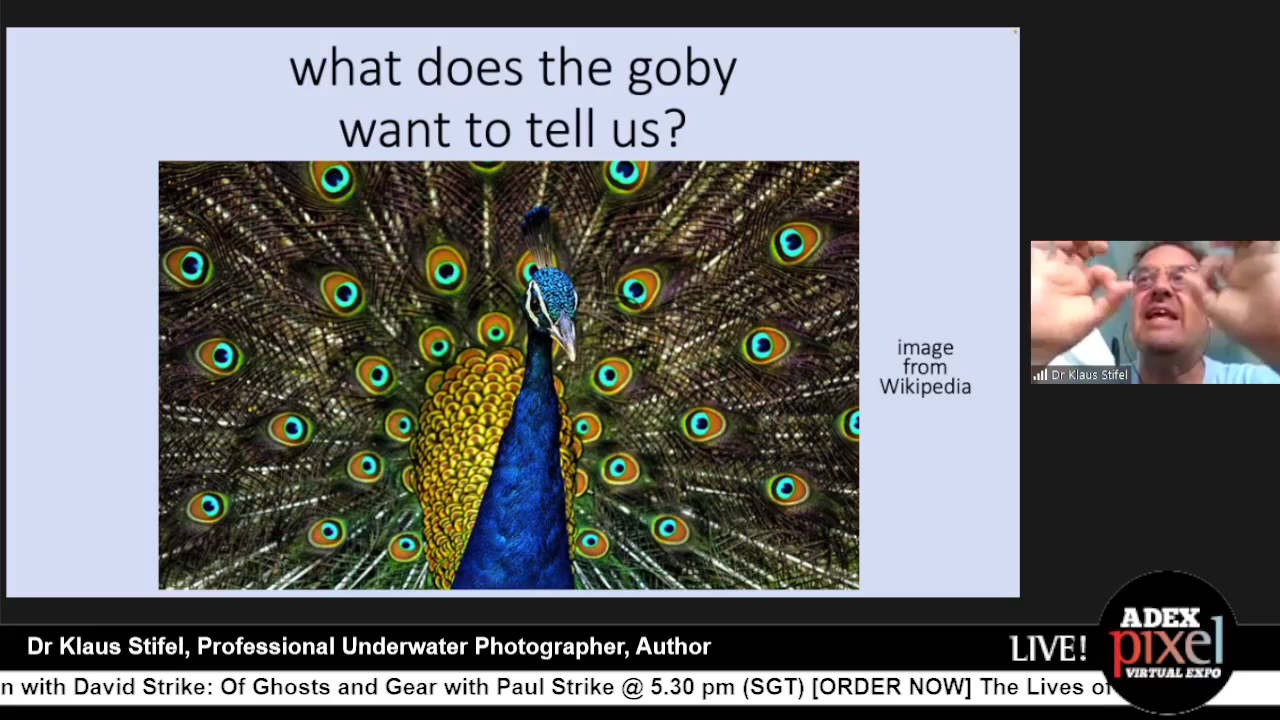 what does the goby
want to tell us?
image
from
Wikipedia
Dr Klaus Stifel
Dr Klaus Stifel, Professional Underwater Photographer, Author
LIVE!
ADEX
pixel
VIRTUAL EXPO
n with David Strike: Of Ghosts and Gear with Paul Strike @ 5.30 pm (SGT) [ORDER NOW] The Lives of